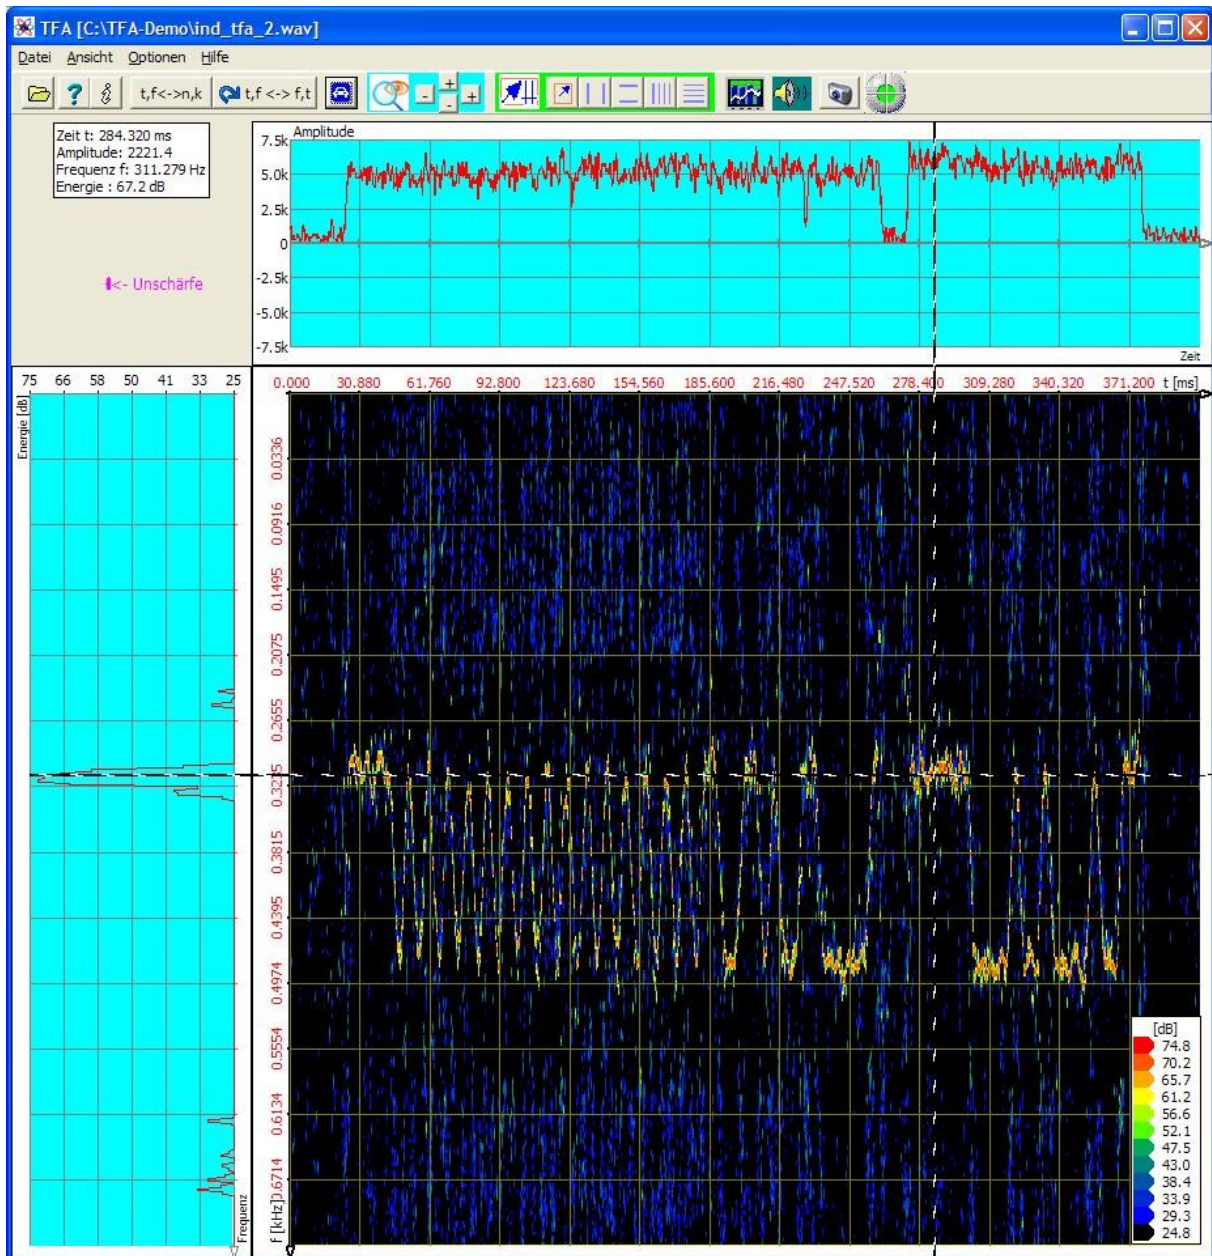 TFA [C:\TFA-Demo\ind_tfa_2.wav]
Datei Ansicht Optionen Hilfe
? i t,f<->n,k t,f <-> f,t - + - +
Zeit t: 284.320 ms
Amplitude: 2221.4
Frequenz f: 311.279 Hz
Energie : 67.2 dB
<- Unschärfe
Amplitude
7.5k
5.0k
2.5k
0
-2.5k
-5.0k
-7.5k
Zeit
75 66 58 50 41 33 25
Energie [dB]
Frequenz
0.000 30.880 61.760 92.800 123.680 154.560 185.600 216.480 247.520 278.400 309.280 340.320 371.200 t [ms]
0.0336
0.0916
0.1495
0.2075
0.2655
0.3235
0.3815
0.4395
0.4974
0.5554
0.6134
0.6714
f [kHz]
[dB]
74.8
70.2
65.7
61.2
56.6
52.1
47.5
43.0
38.4
33.9
29.3
24.8